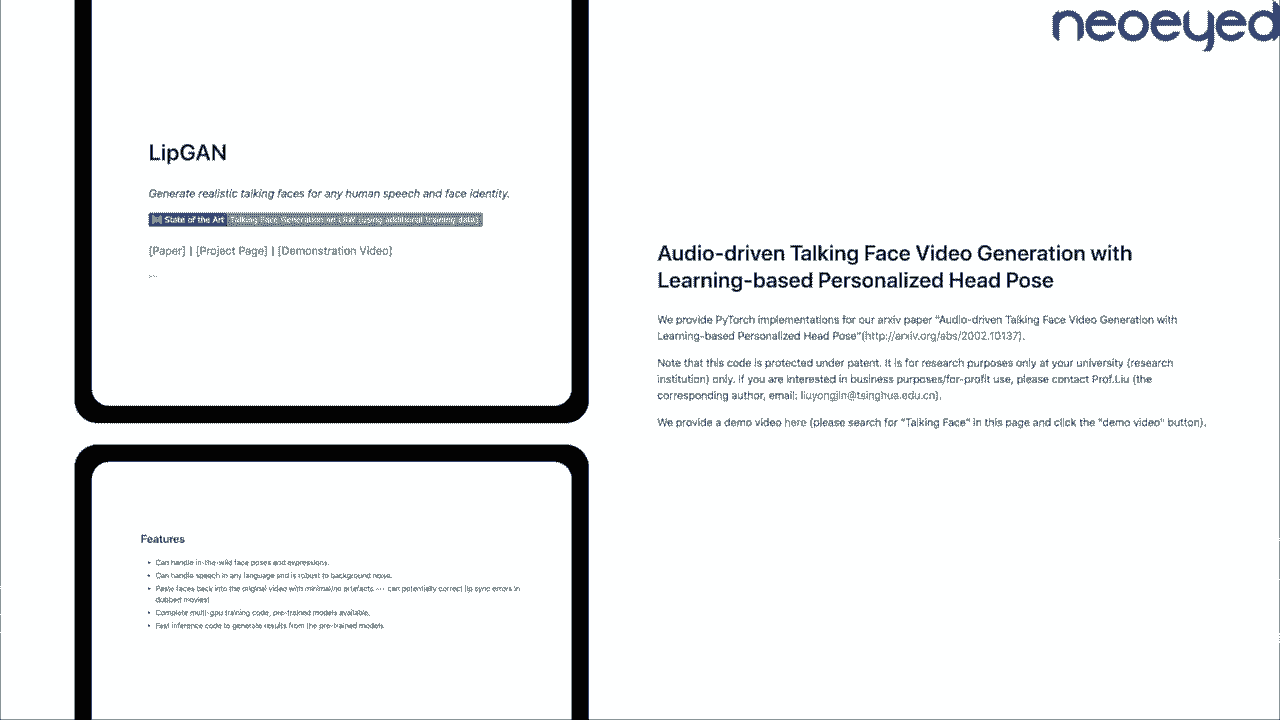 neoeyed
LipGAN
Generate realistic talking faces for any human speech and face identity.
State of the Art Talking Face Generation on LRW (using additional training data)
[Paper] | [Project Page] | [Demonstration Video]
Features
• Can handle in-the-wild face poses and expressions.
• Can handle speech in any language and is robust to background noise.
• Paste faces back into the original video with minimal/no artefacts --- can potentially correct lip sync errors in
dubbed movies!
• Complete multi-gpu training code, pre-trained models available.
• Fast inference code to generate results from the pre-trained models
Audio-driven Talking Face Video Generation with
Learning-based Personalized Head Pose
We provide PyTorch implementations for our arxiv paper "Audio-driven Talking Face Video Generation with
Learning-based Personalized Head Pose"(http://arxiv.org/abs/2002.10137).
Note that this code is protected under patent. It is for research purposes only at your university (research
institution) only. If you are interested in business purposes/for-profit use, please contact Prof.Liu (the
corresponding author, email: liuyongjin@tsinghua.edu.cn).
We provide a demo video here (please search for "Talking Face" in this page and click the "demo video" button).